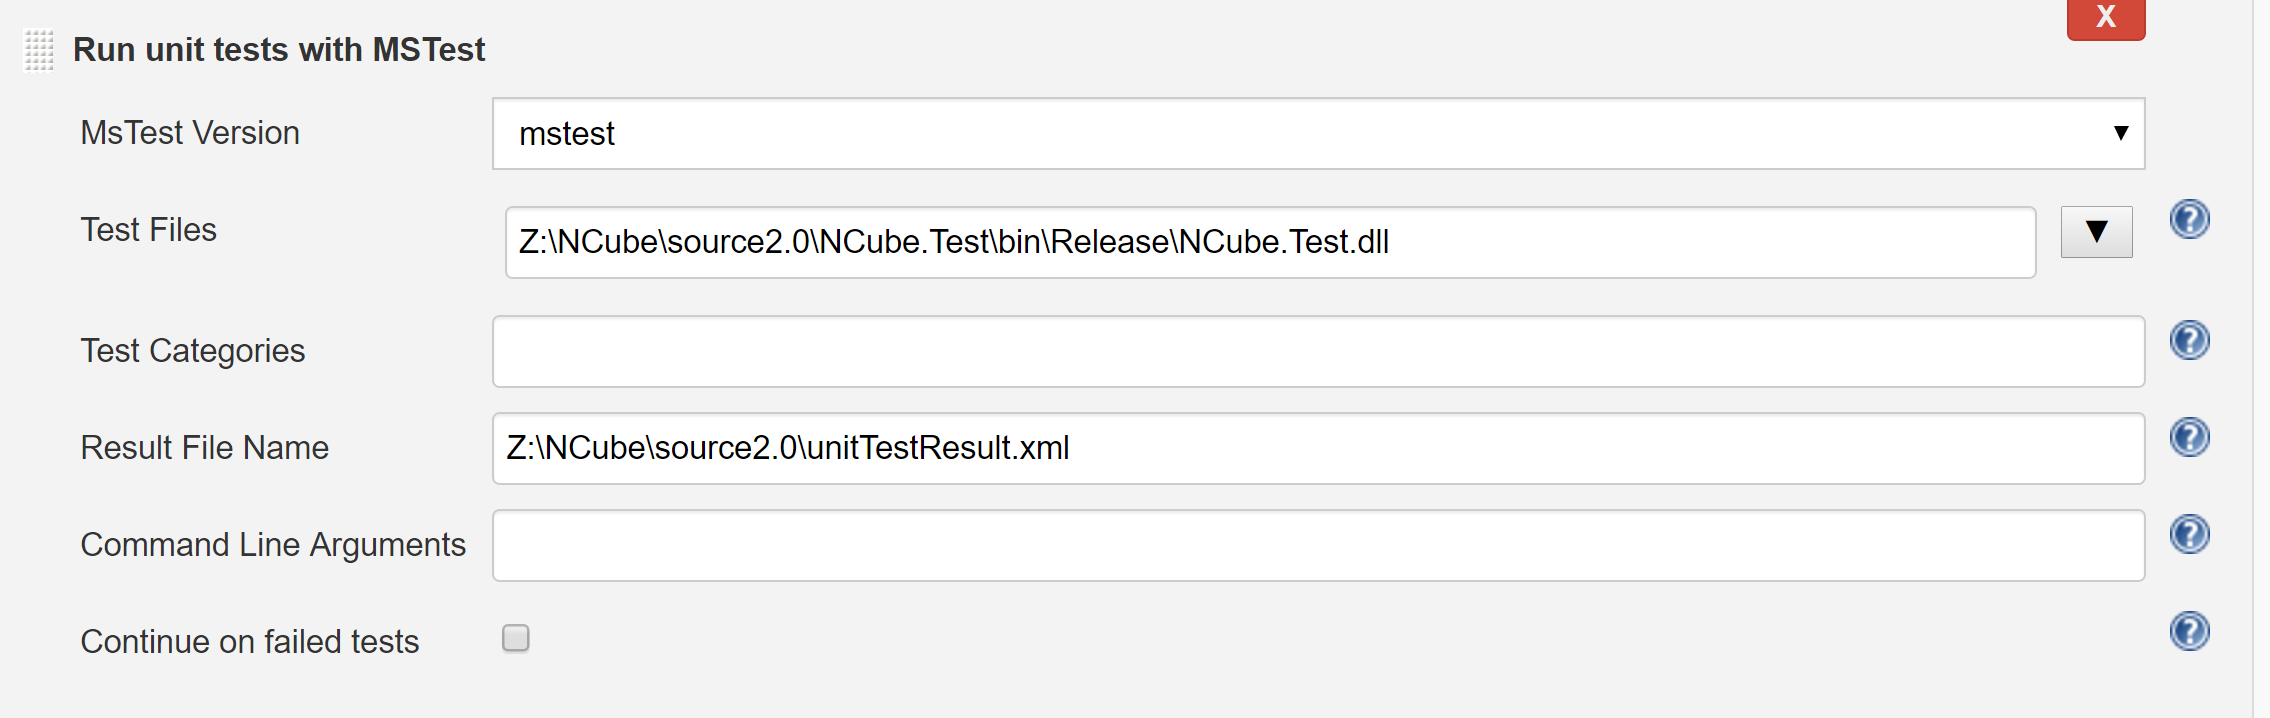 X
Run unit tests with MSTest
MsTest Version
mstest
Test Files
Z:\NCube\source2.0\NCube.Test\bin\Release\NCube.Test.dll
Test Categories
Result File Name
Z:\NCube\source2.0\unitTestResult.xml
Command Line Arguments
Continue on failed tests